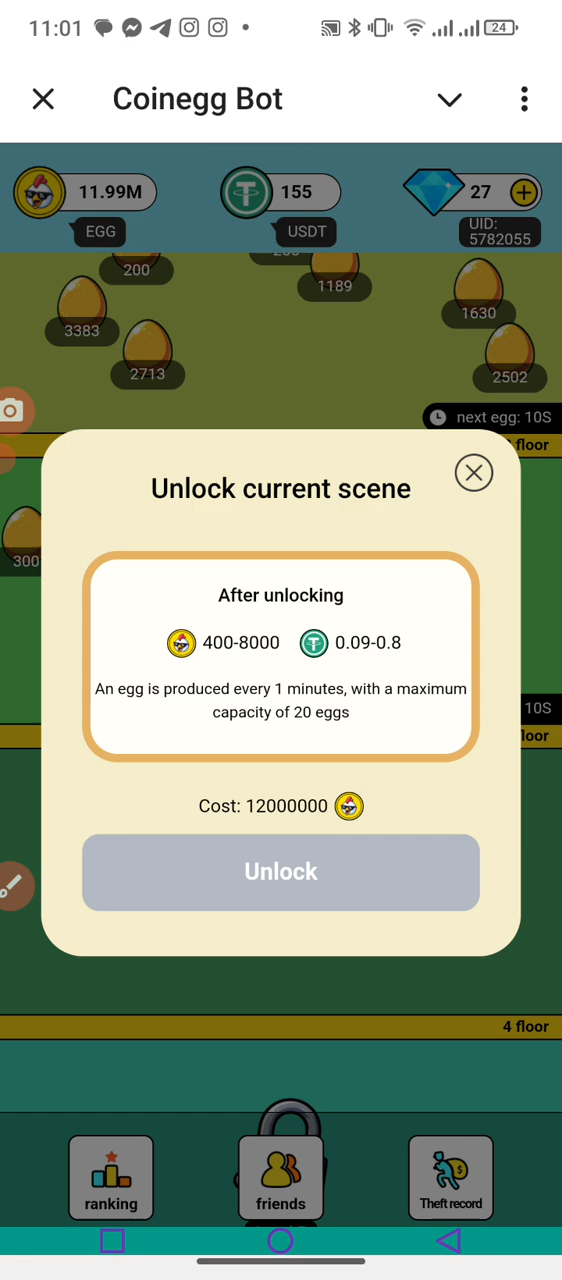 11:01
24
Coinegg Bot
11.99M
155
27
EGG
USDT
UID:
5782055
200
1189
3383
1630
2713
2502
next egg: 10S
floor
Unlock current scene
300
After unlocking
400-8000
0.09-0.8
An egg is produced every 1 minutes, with a maximum
capacity of 20 eggs
10S
floor
Cost: 12000000
Unlock
4 floor
ranking
friends
Theft record